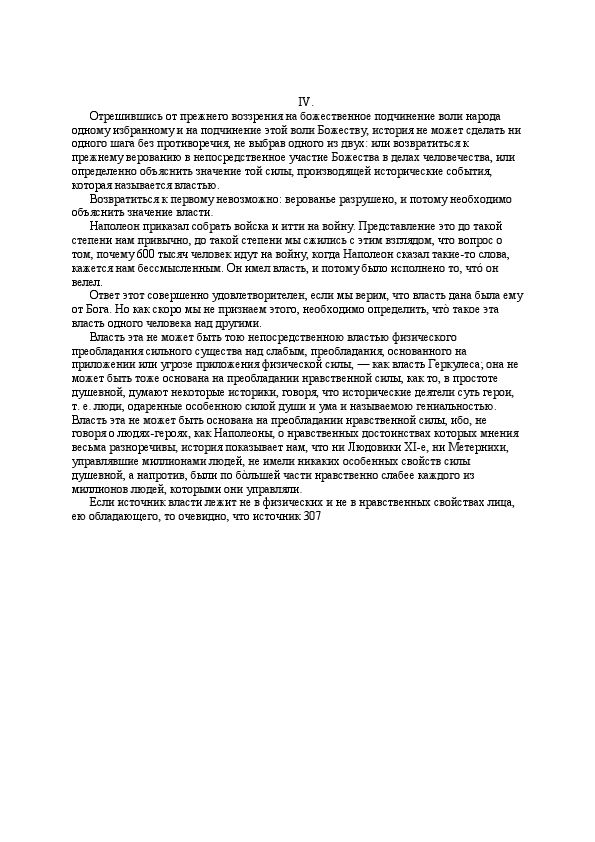 IV.
Отрешившись от прежнего воззрения на божественное подчинение воли народа
одному избранному и на подчинение этой воли Божеству, история не может сделать ни
одного шага без противоречия, не выбрав одного из двух: или возвратиться к
прежнему верованию в непосредственное участие Божества в делах человечества, или
определенно объяснить значение той силы, производящей исторические события,
которая называется властью.
Возвратиться к первому невозможно: верованье разрушено, и потому необходимо
объяснить значение власти.
Наполеон приказал собрать войска и итти на войну. Представление это до такой
степени нам привычно, до такой степени мы сжились с этим взглядом, что вопрос о
том, почему 600 тысяч человек идут на войну, когда Наполеон сказал такие-то слова,
кажется нам бессмысленным. Он имел власть, и потому было исполнено то, чтó он
велел.
Ответ этот совершенно удовлетворителен, если мы верим, что власть дана была ему
от Бога. Но как скоро мы не признаем этого, необходимо определить, чтò такое эта
власть одного человека над другими.
Власть эта не может быть тою непосредственною властью физического
преобладания сильного существа над слабым, преобладания, основанного на
приложении или угрозе приложения физической силы, — как власть Геркулеса; она не
может быть тоже основана на преобладании нравственной силы, как то, в простоте
душевной, думают некоторые историки, говоря, что исторические деятели суть герои,
т. е. люди, одаренные особенною силой души и ума и называемою гениальностью.
Власть эта не может быть основана на преобладании нравственной силы, ибо, не
говоря о людях-героях, как Наполеоны, о нравственных достоинствах которых мнения
весьма разноречивы, история показывает нам, что ни Людовики XI-е, ни Метернихи,
управлявшие миллионами людей, не имели никаких особенных свойств силы
душевной, а напротив, были по бòльшей части нравственно слабее каждого из
миллионов людей, которыми они управляли.
Если источник власти лежит не в физических и не в нравственных свойствах лица,
ею обладающего, то очевидно, что источник 307